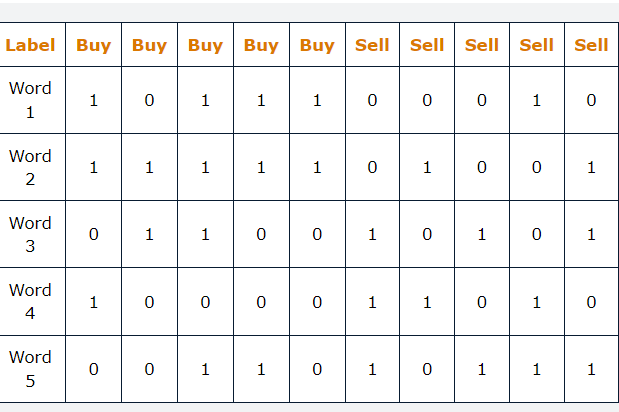 Label Buy Buy Buy Buy Buy Sell Sell Sell Sell Sell
Word 1 1 0 1 1 1 0 0 0 1 0
Word 2 1 1 1 1 1 0 1 0 0 1
Word 3 0 1 1 0 0 1 0 1 0 1
Word 4 1 0 0 0 0 1 1 0 1 0
Word 5 0 0 1 1 0 1 0 1 1 1